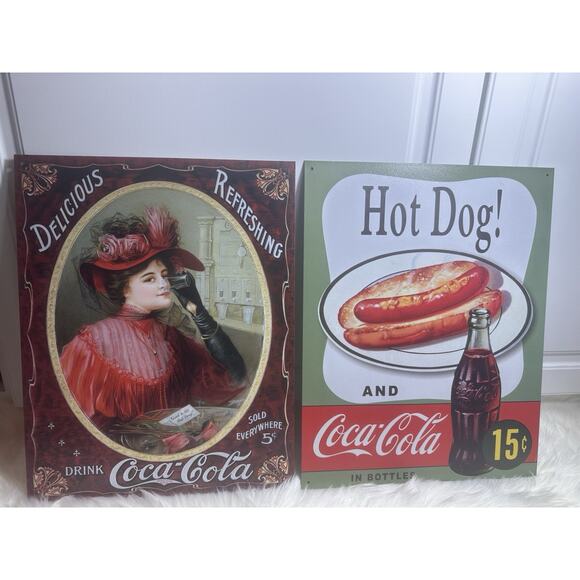 DELICIOUS
REFRESHING
SOLD
EVERYWHERE
5¢
DRINK Coca-Cola
Hot Dog!
AND
Coca-Cola
15¢
IN BOTTLES